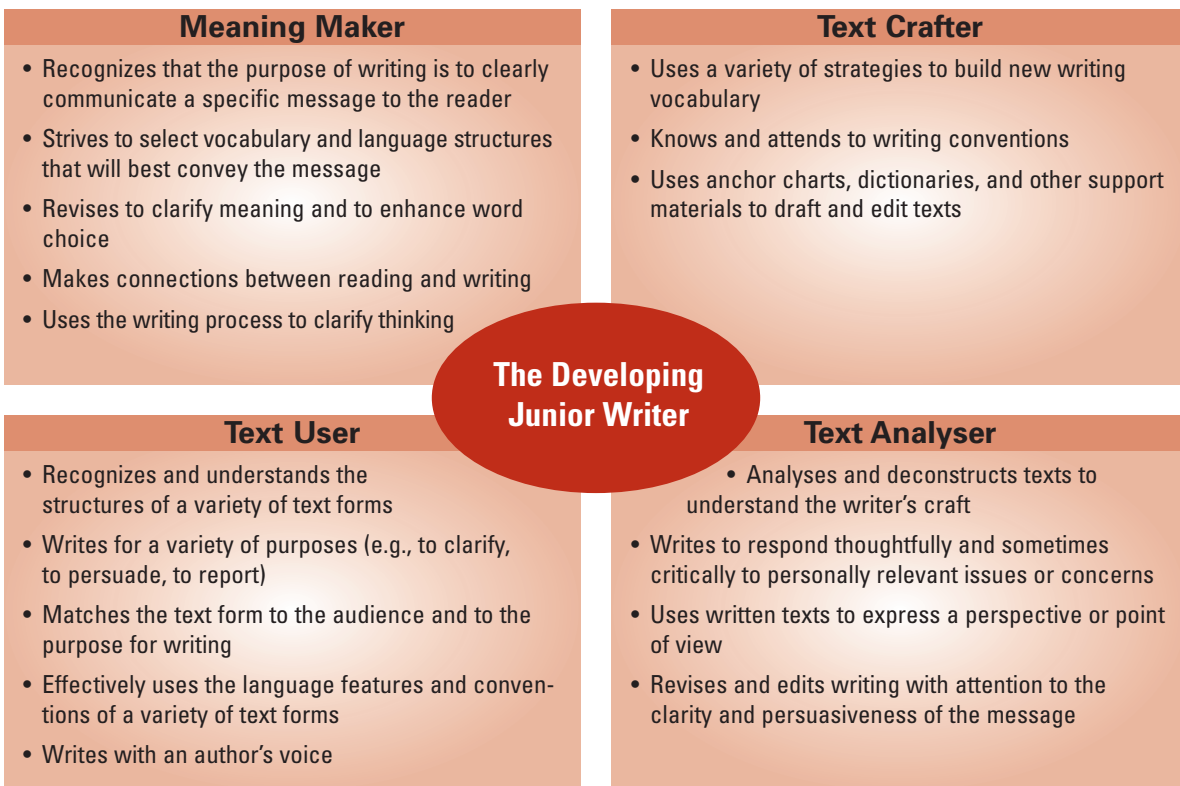 Meaning Maker
• Recognizes that the purpose of writing is to clearly
communicate a specific message to the reader
• Strives to select vocabulary and language structures
that will best convey the message
• Revises to clarify meaning and to enhance word
choice
• Makes connections between reading and writing
• Uses the writing process to clarify thinking
Text Crafter
• Uses a variety of strategies to build new writing
vocabulary
• Knows and attends to writing conventions
• Uses anchor charts, dictionaries, and other support
materials to draft and edit texts
The Developing
Junior Writer
Text User
• Recognizes and understands the
structures of a variety of text forms
• Writes for a variety of purposes (e.g., to clarify,
to persuade, to report)
• Matches the text form to the audience and to the
purpose for writing
• Effectively uses the language features and conven-
tions of a variety of text forms
• Writes with an author's voice
Text Analyser
• Analyses and deconstructs texts to
understand the writer's craft
• Writes to respond thoughtfully and sometimes
critically to personally relevant issues or concerns
• Uses written texts to express a perspective or point
of view
• Revises and edits writing with attention to the
clarity and persuasiveness of the message